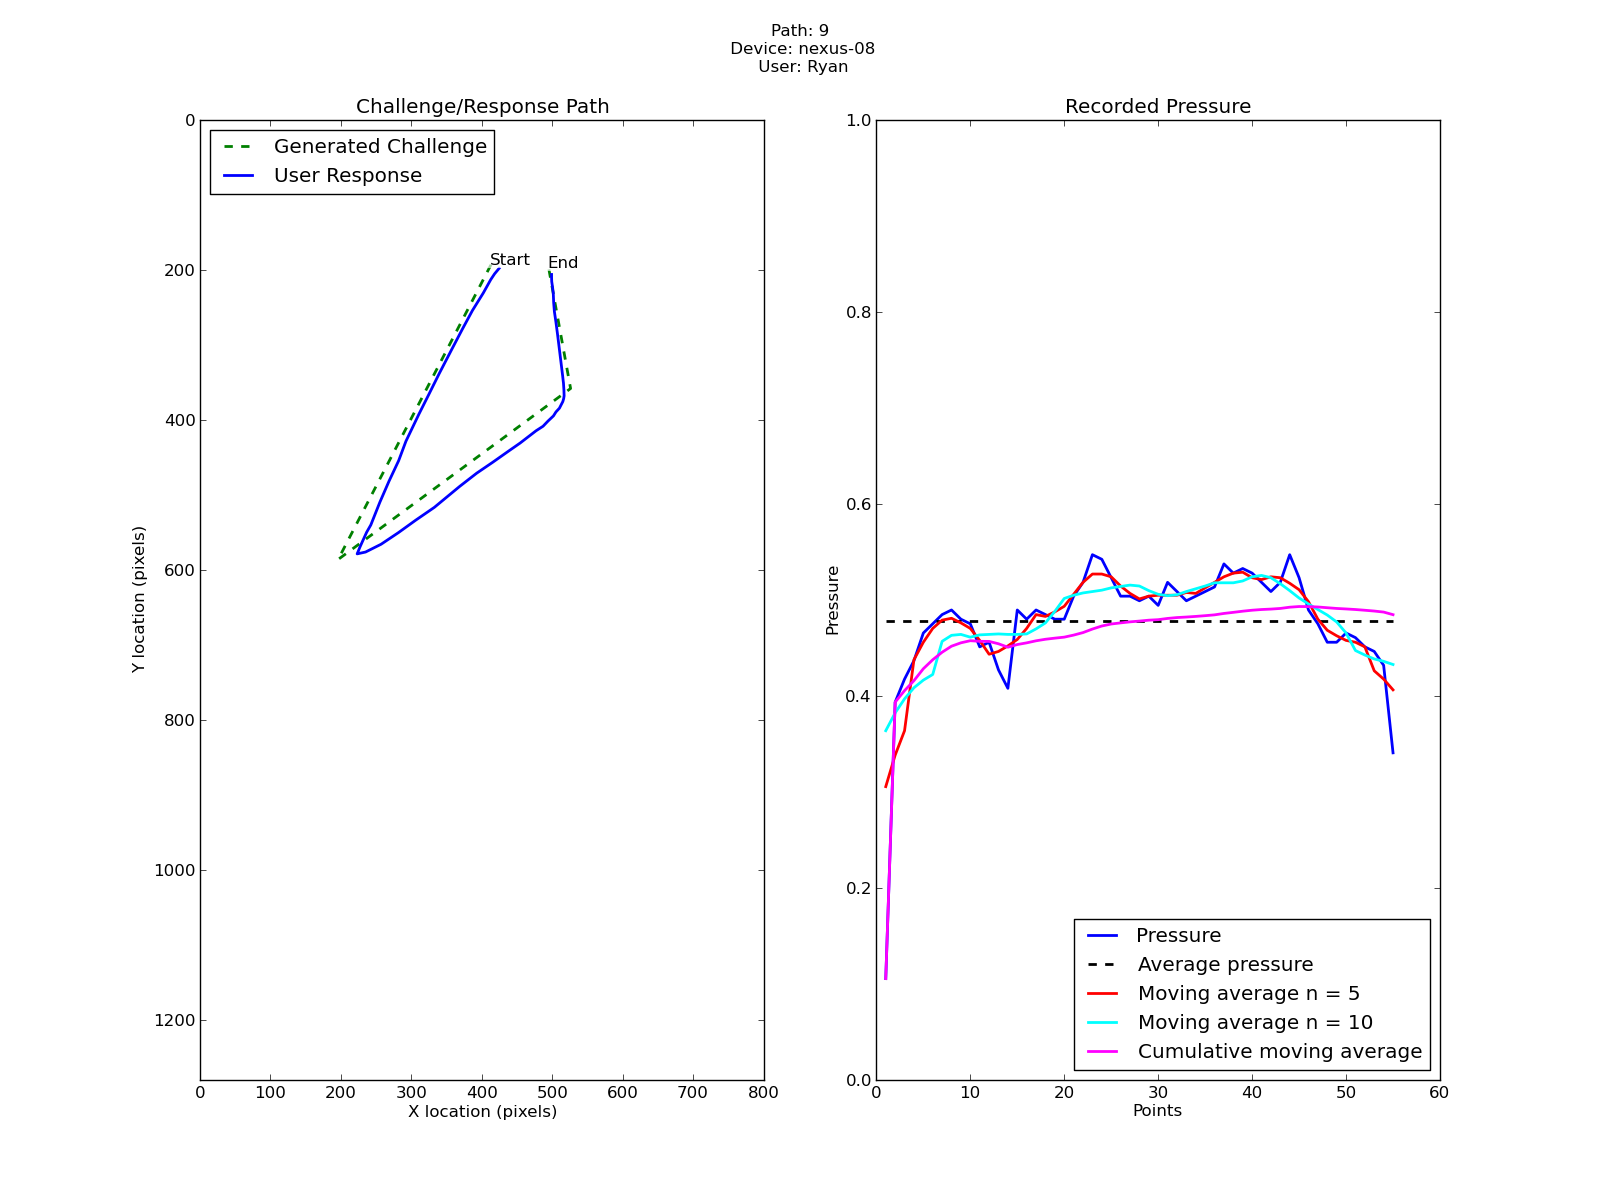 Path: 9
Device: nexus-08
User: Ryan
Challenge/Response Path
Generated Challenge
User Response
Start
End
0
200
400
600
800
1000
1200
Y location (pixels)
0 100 200 300 400 500 600 700 800
X location (pixels)
Recorded Pressure
1.0
0.8
0.6
0.4
0.2
0.0
Pressure
Pressure
Average pressure
Moving average n = 5
Moving average n = 10
Cumulative moving average
0 10 20 30 40 50 60
Points